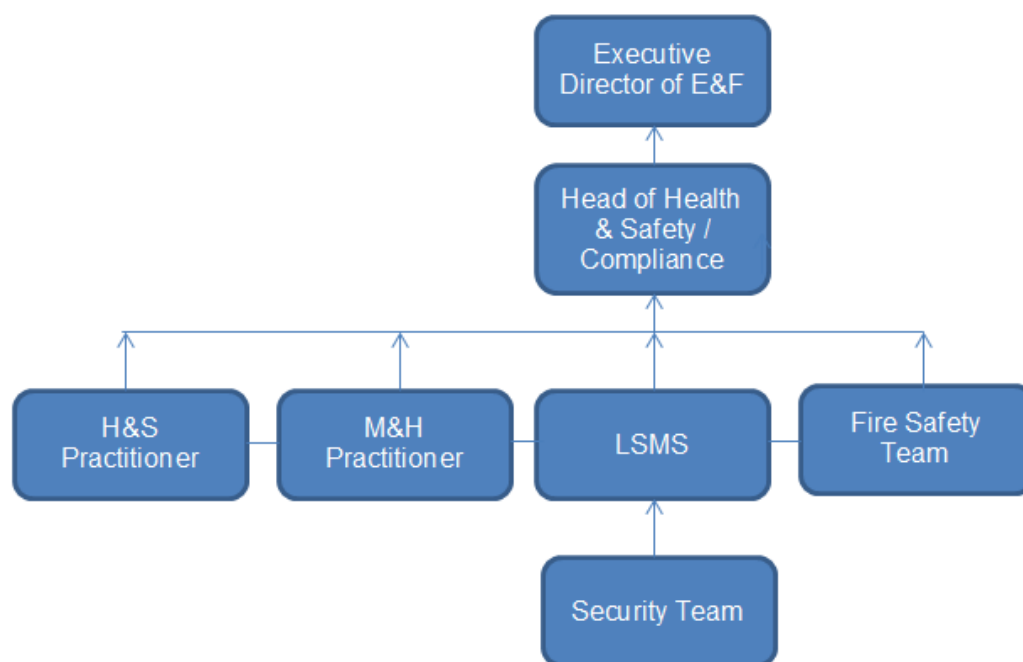 Executive
Director of E&F
Head of Health
& Safety /
Compliance
H&S
Practitioner
M&H
Practitioner
LSMS
Fire Safety
Team
Security Team